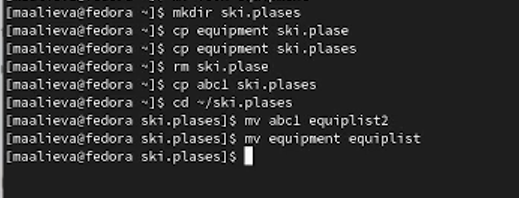 [maalieva@fedora ~]$ mkdir ski.plases
[maalieva@fedora ~]$ cp equipment ski.plase
[maalieva@fedora ~]$ cp equipment ski.plases
[maalieva@fedora ~]$ rm ski.plase
[maalieva@fedora ~]$ cp abc1 ski.plases
[maalieva@fedora ~]$ cd ~/ski.plases
[maalieva@fedora ski.plases]$ mv abc1 equiplist2
[maalieva@fedora ski.plases]$ mv equipment equiplist
[maalieva@fedora ski.plases]$